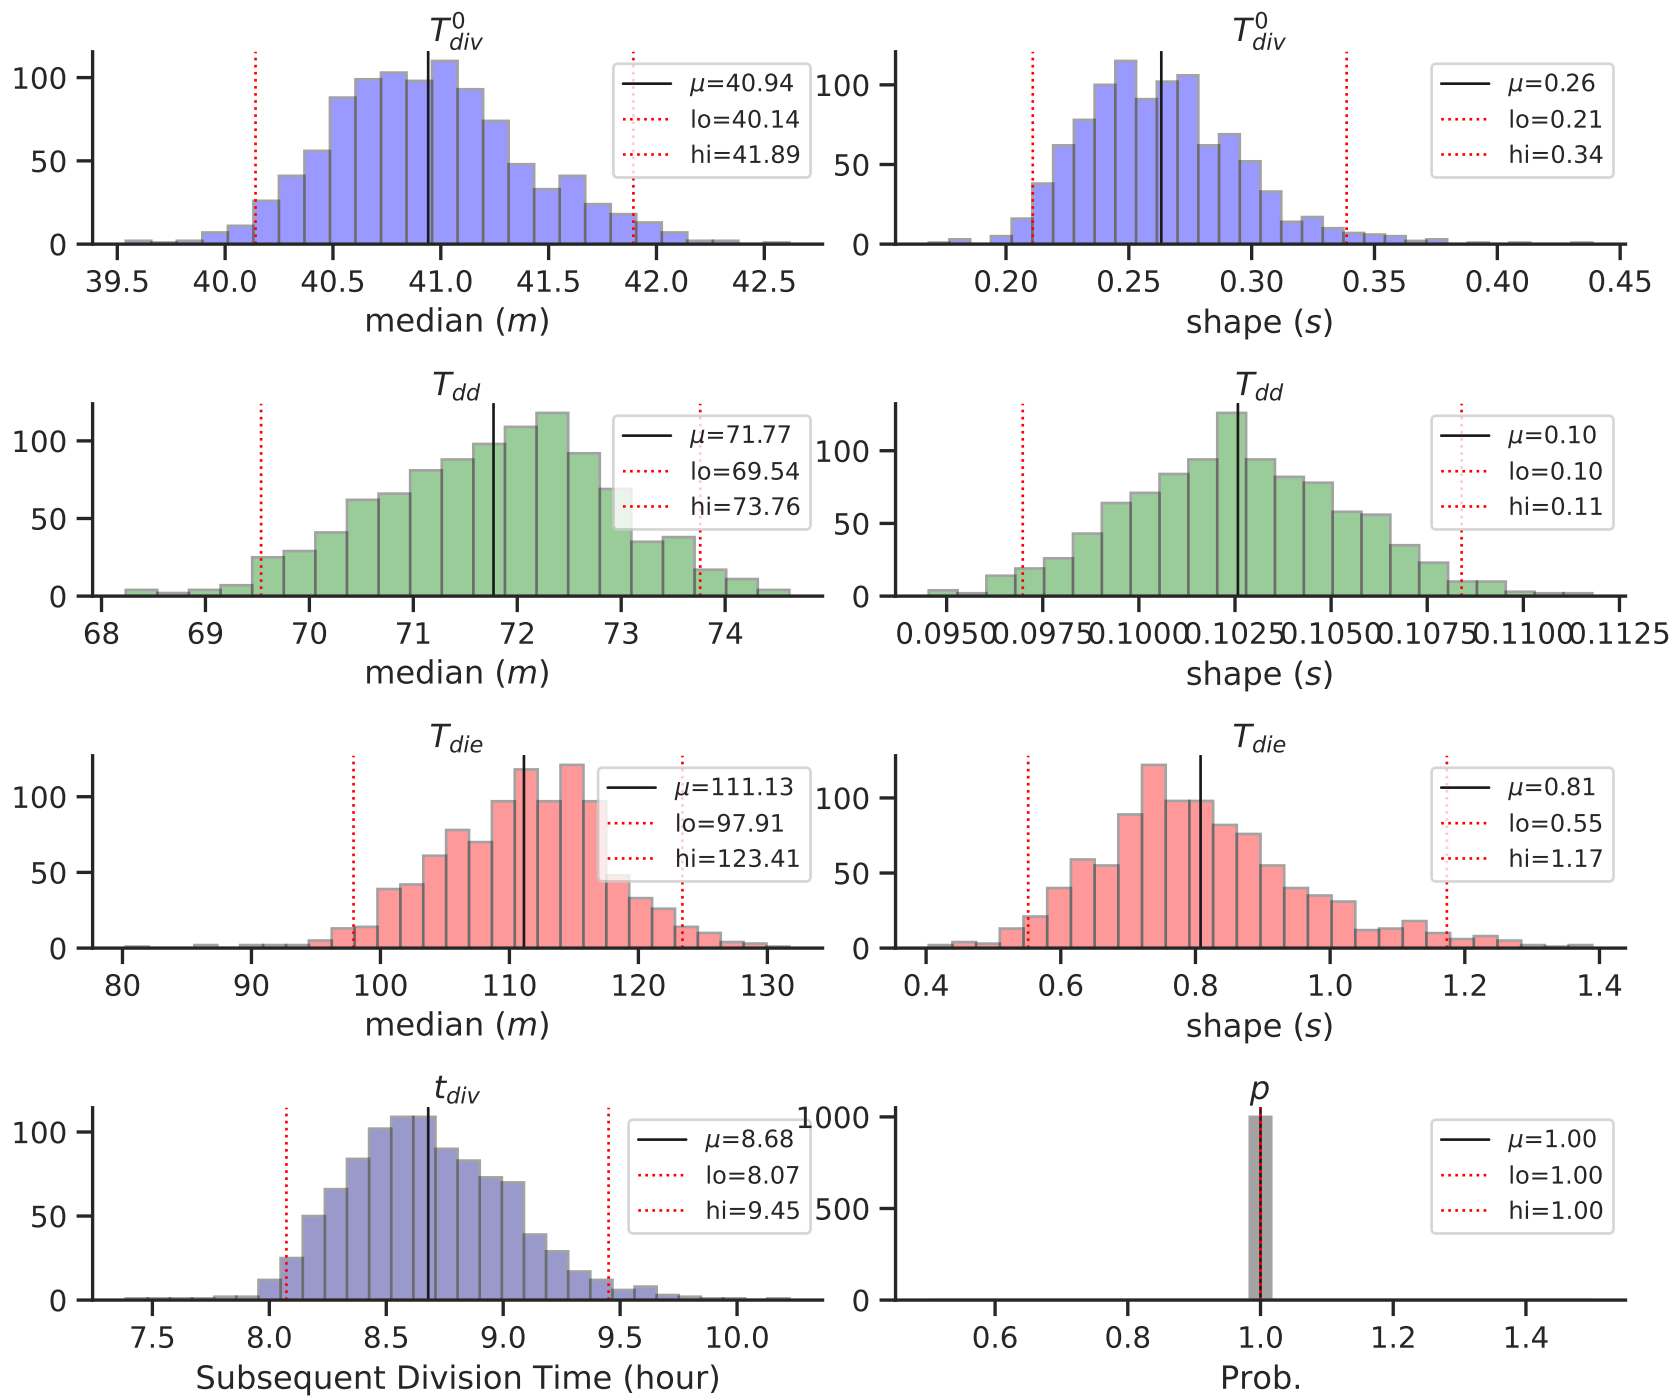 T⁰div
100
50
0
39.5 40.0 40.5 41.0 41.5 42.0 42.5
median (m)
μ=40.94
lo=40.14
hi=41.89
T⁰div
100
50
0
0.20 0.25 0.30 0.35 0.40 0.45
shape (s)
μ=0.26
lo=0.21
hi=0.34
Tdd
100
50
0
68 69 70 71 72 73 74
median (m)
μ=71.77
lo=69.54
hi=73.76
Tdd
100
50
0
0.0950 0.0975 0.1000 0.1025 0.1050 0.1075 0.1100 0.1125
shape (s)
μ=0.10
lo=0.10
hi=0.11
Tdie
100
50
0
80 90 100 110 120 130
median (m)
μ=111.13
lo=97.91
hi=123.41
Tdie
100
50
0
0.4 0.6 0.8 1.0 1.2 1.4
shape (s)
μ=0.81
lo=0.55
hi=1.17
tdiv
100
50
0
7.5 8.0 8.5 9.0 9.5 10.0
Subsequent Division Time (hour)
μ=8.68
lo=8.07
hi=9.45
p
1000
500
0
0.6 0.8 1.0 1.2 1.4
Prob.
μ=1.00
lo=1.00
hi=1.00